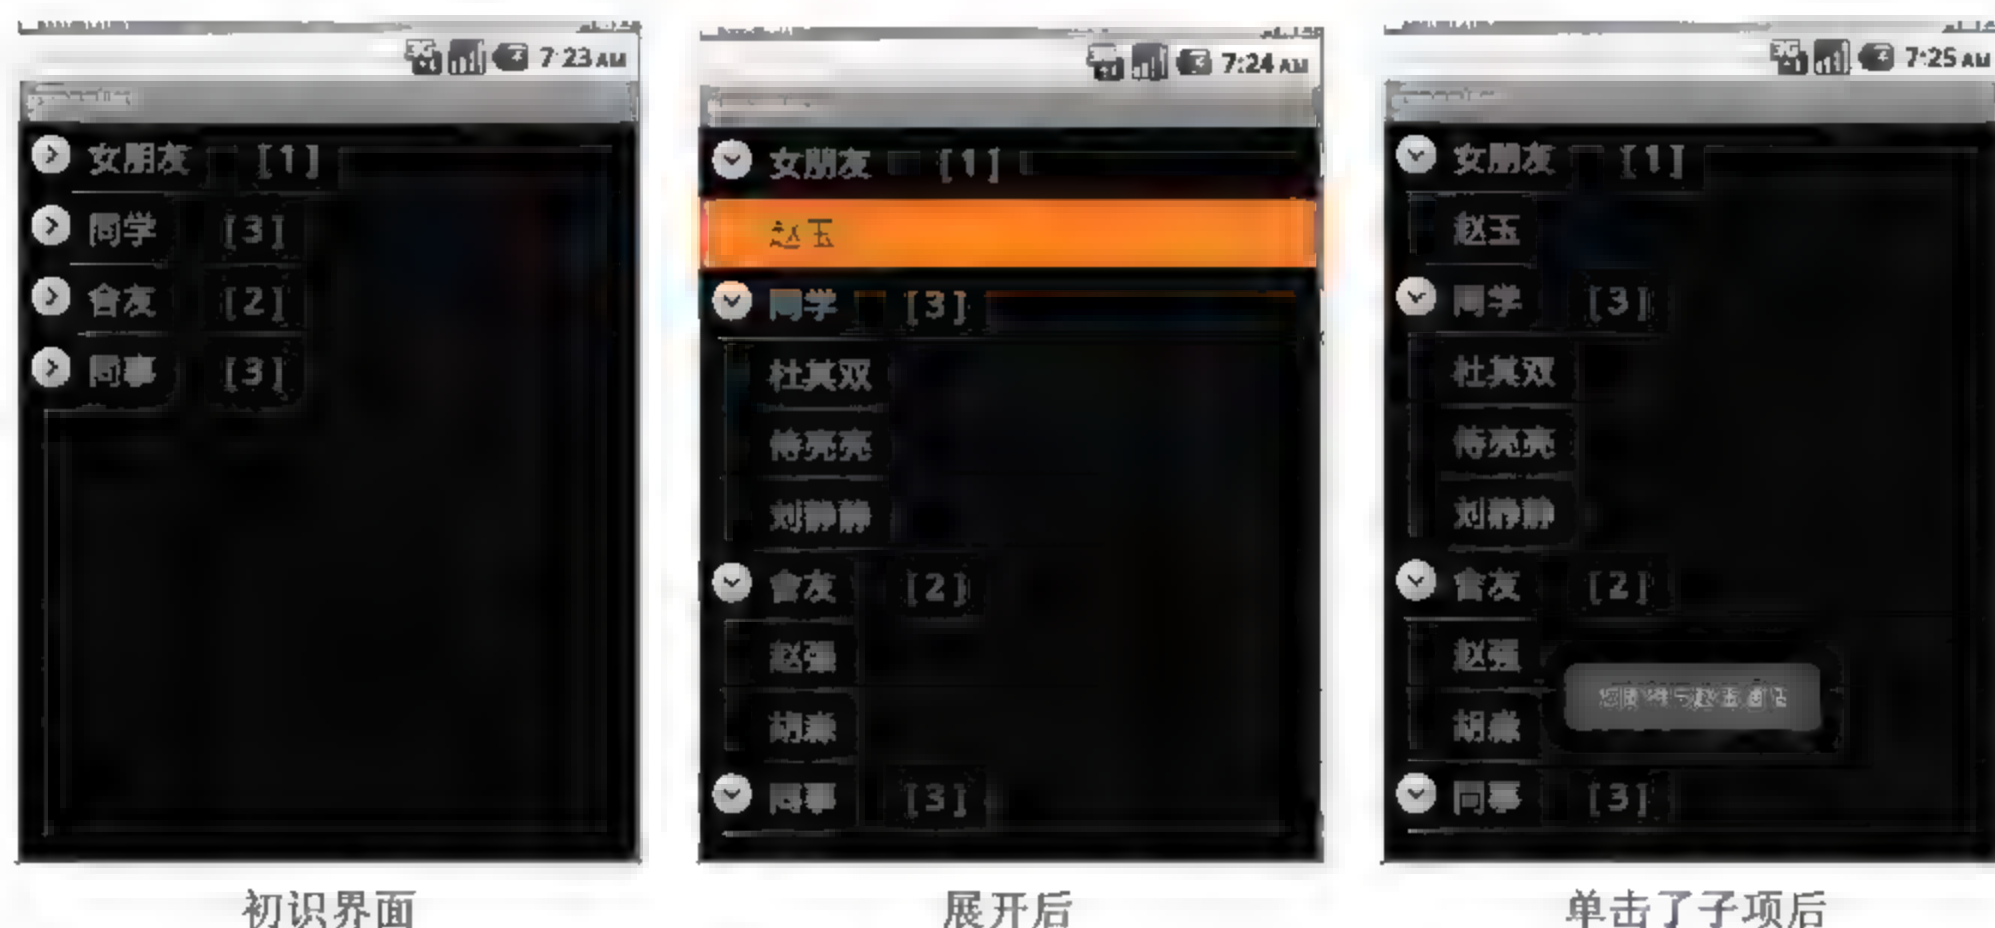 7:23 AM
女朋友 [1]
同学 [3]
舍友 [2]
同事 [3]
初识界面
7:24 AM
女朋友 [1]
赵玉
同学 [3]
杜其双
侍亮亮
刘静静
舍友 [2]
赵强
胡淼
同事 [3]
展开后
7:25 AM
女朋友 [1]
赵玉
同学 [3]
杜其双
侍亮亮
刘静静
舍友 [2]
赵强
胡淼
同事 [3]
单击了子项后